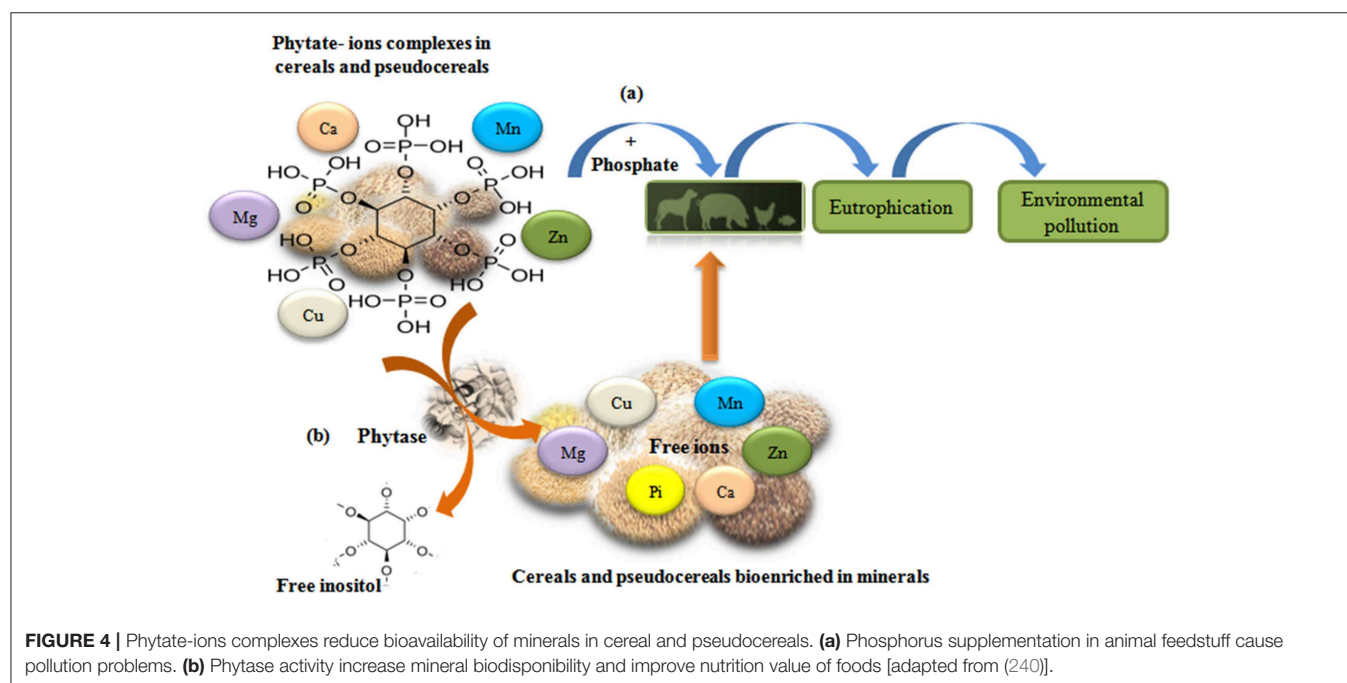 Phytate- ions complexes in
cereals and pseudocereals
(a)
Ca
Mn
Mg
Zn
Cu
OH
O=P–OH
O
HO
OH
P
O
O
O
P
OH
OH
HO
O
HO
P
O
O
O
P
O
OH
HO
O
HO–P=O
OH
+
Phosphate
Eutrophication
Environmental
pollution
(b)
Phytase
Cu
Mn
Mg
Free ions
Zn
Pi
Ca
O
O
O
O
O
O
Free inositol
Cereals and pseudocereals bioenriched in minerals
FIGURE 4 | Phytate-ions complexes reduce bioavailability of minerals in cereal and pseudocereals. (a) Phosphorus supplementation in animal feedstuff cause
pollution problems. (b) Phytase activity increase mineral biodisponibility and improve nutrition value of foods [adapted from (240)].